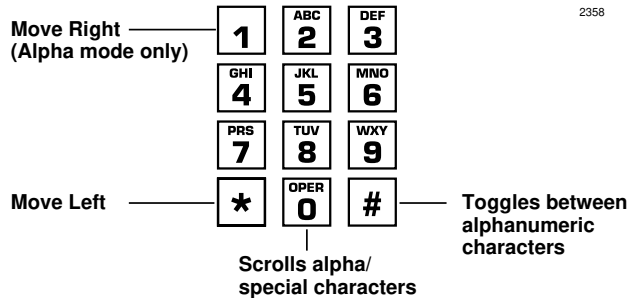 2358
Move Right
(Alpha mode only)
1
ABC
2
DEF
3
GHI
4
JKL
5
MNO
6
PRS
7
TUV
8
WXY
9
Move Left
*
OPER
0
#
Toggles between
alphanumeric
characters
Scrolls alpha/
special characters